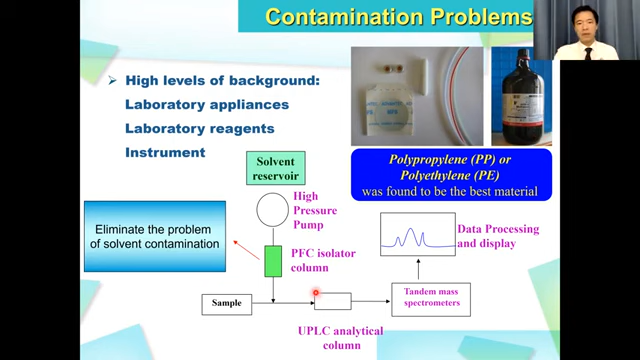 Contamination Problems
➢ High levels of background:
Laboratory appliances
Laboratory reagents
Instrument
Polypropylene (PP) or
Polyethylene (PE)
was found to be the best material
Solvent
reservoir
High
Pressure
Pump
Eliminate the problem
of solvent contamination
PFC isolator
column
Data Processing
and display
Sample
Tandem mass
spectrometers
UPLC analytical
column